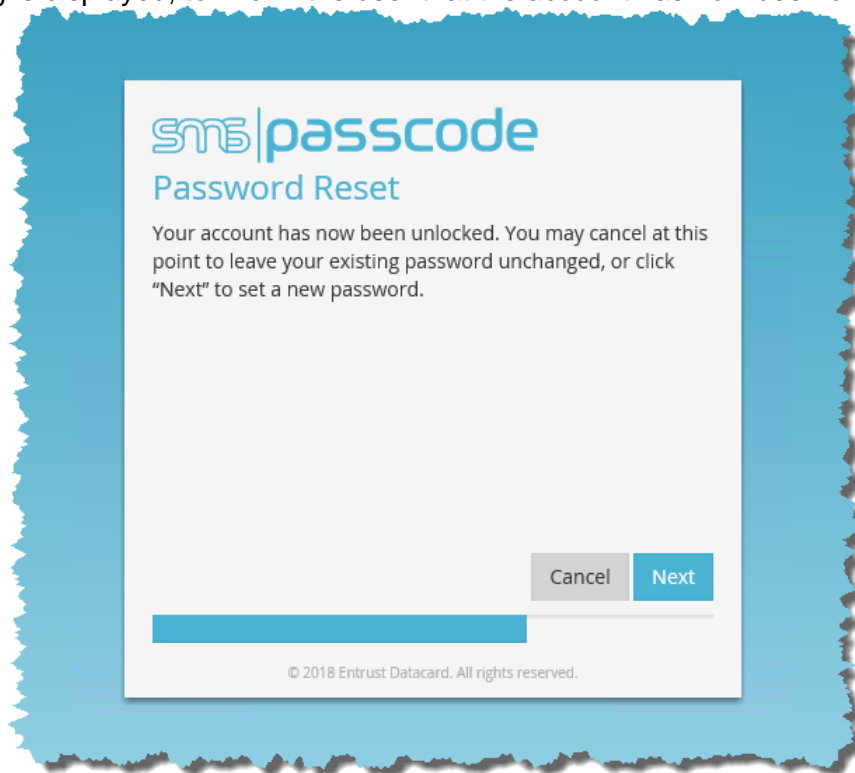 sms|passcode
Password Reset
Your account has now been unlocked. You may cancel at this
point to leave your existing password unchanged, or click
“Next” to set a new password.
Cancel Next
© 2018 Entrust Datacard. All rights reserved.